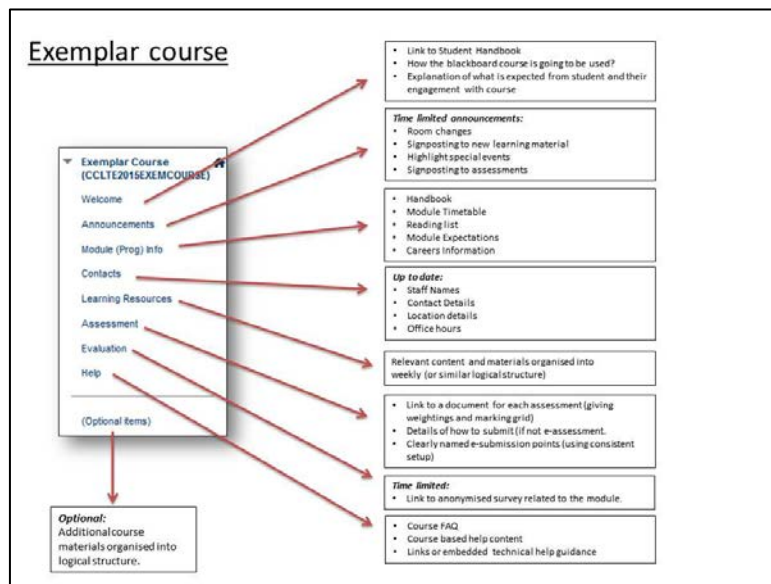 Exemplar course
Exemplar Course
(CCLTE2015EXEMCOURSE)
Welcome
Announcements
Module (Prog) Info
Contacts
Learning Resources
Assessment
Evaluation
Help
(Optional items)
Optional:
Additional course
materials organised into
logical structure.
• Link to Student Handbook
• How the blackboard course is going to be used?
• Explanation of what is expected from student and their
engagement with course
Time limited announcements:
• Room changes
• Signposting to new learning material
• Highlight special events
• Signposting to assessments
• Handbook
• Module Timetable
• Reading list
• Module Expectations
• Careers Information
Up to date:
• Staff Names
• Contact Details
• Location details
• Office hours
Relevant content and materials organised into
weekly (or similar logical structure)
• Link to a document for each assessment (giving
weightings and marking grid)
• Details of how to submit (if not e-assessment.
• Clearly named e-submission points (using consistent
setup)
Time limited:
• Link to anonymised survey related to the module.
• Course FAQ
• Course based help content
• Links or embedded technical help guidance